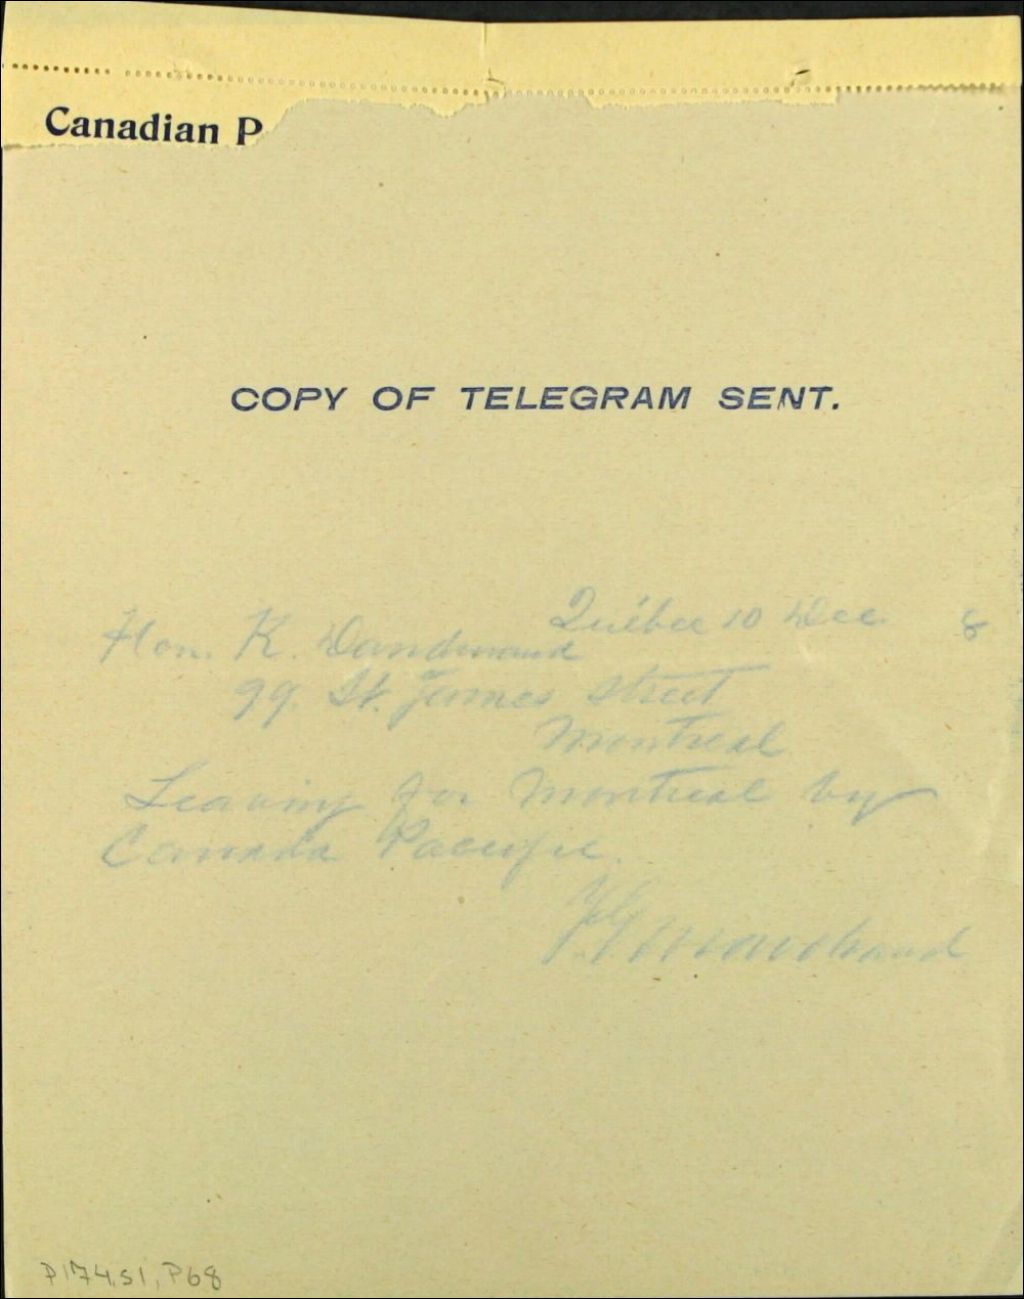 Canadian P
COPY OF TELEGRAM SENT.
Québec 10 Dec. 8
Hon. R. Dandurand
99. St. James Street
Montreal
Leaving for Montreal by
Canada Pacific.
F. G. Marchand
P174,S1,P68